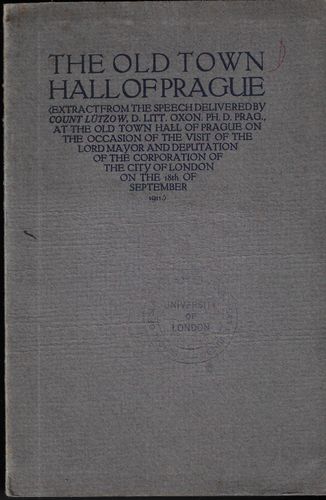 THE OLD TOWN
HALL OF PRAGUE
(EXTRACT FROM THE SPEECH DELIVERED BY
COUNT LÜTZOW, D. LITT. OXON. PH. D. PRAG.,
AT THE OLD TOWN HALL OF PRAGUE ON
THE OCCASION OF THE VISIT OF THE
LORD MAYOR AND DEPUTATION
OF THE CORPORATION OF
THE CITY OF LONDON
ON THE 18th OF
SEPTEMBER
1911.)
UNIVERSITY
OF
LONDON